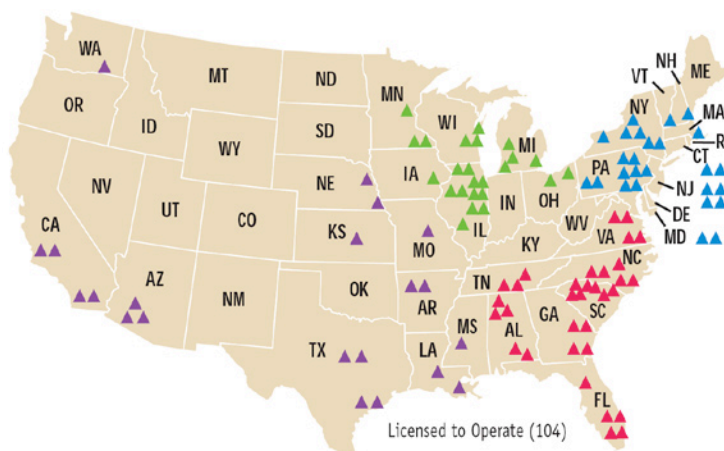 WA
MT
ND
MN
VT
NH
ME
OR
ID
SD
WI
NY
MA
R
WY
MI
CT
NV
NE
IA
PA
NJ
CA
UT
CO
IL
IN
OH
DE
KS
MO
WV
VA
MD
KY
AZ
NM
OK
TN
NC
AR
SC
TX
LA
MS
AL
GA
FL
Licensed to Operate (104)